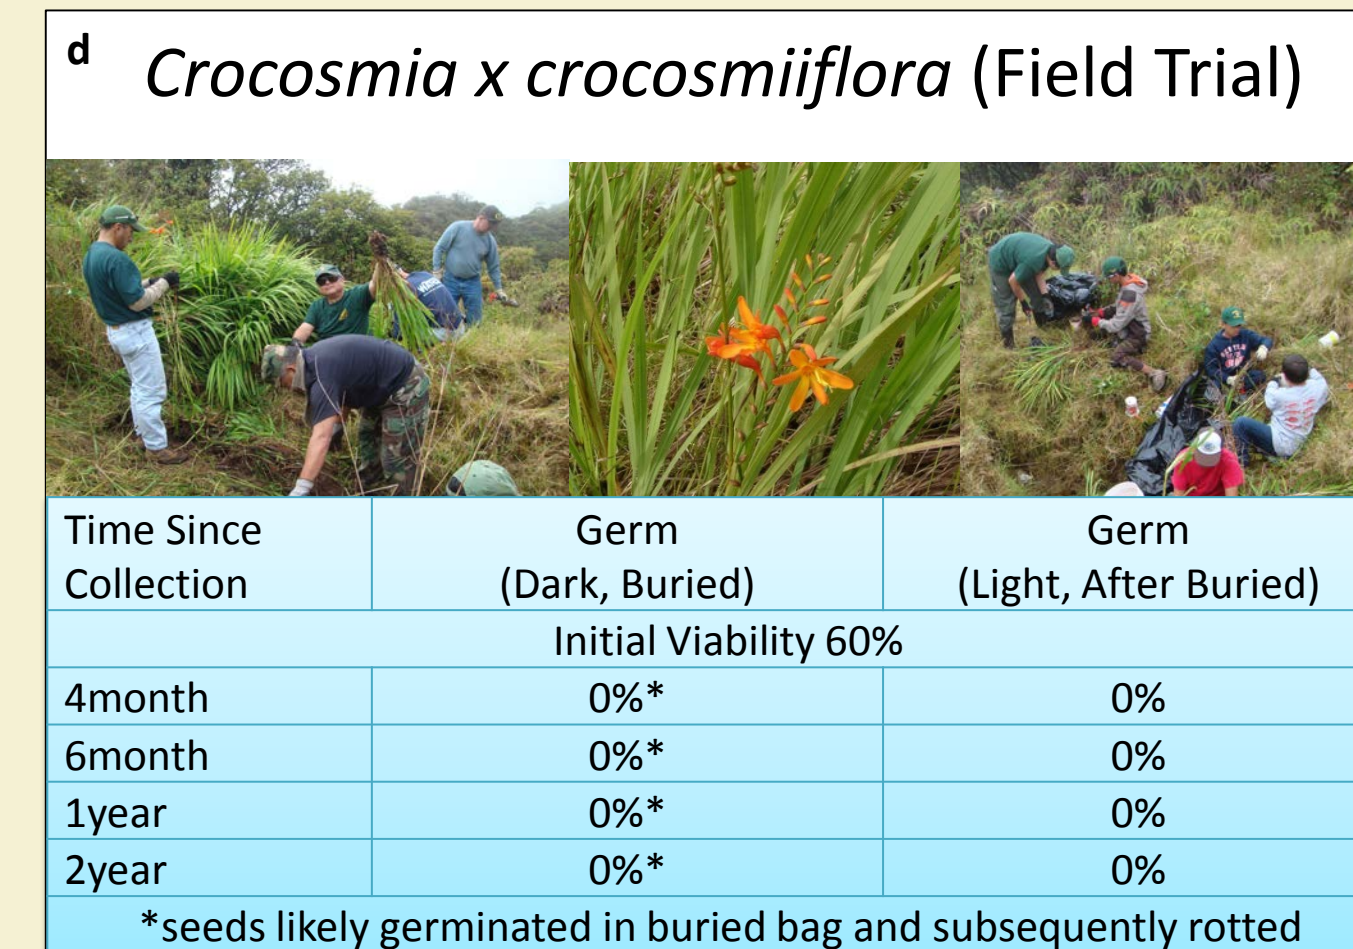 d
Crocosmia x crocosmiiflora (Field Trial)
Time Since Collection
Germ (Dark, Buried)
Germ (Light, After Buried)
Initial Viability 60%
4month 0%* 0%
6month 0%* 0%
1year 0%* 0%
2year 0%* 0%
*seeds likely germinated in buried bag and subsequently rotted